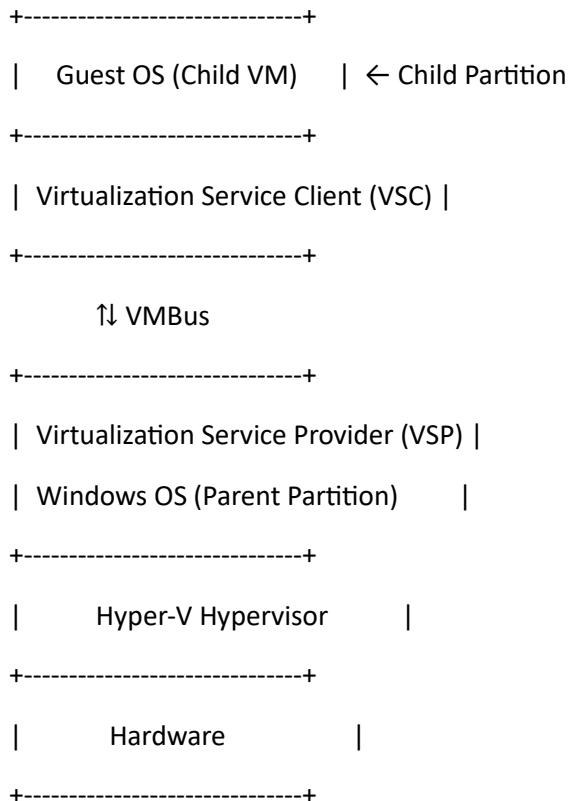 +-------------------------------+
|    Guest OS (Child VM)    | ← Child Partition
+-------------------------------+
| Virtualization Service Client (VSC) |
+-------------------------------+
⇅ VMBus
+-------------------------------+
| Virtualization Service Provider (VSP) |
| Windows OS (Parent Partition)       |
+-------------------------------+
|        Hyper-V Hypervisor        |
+-------------------------------+
|         Hardware              |
+-------------------------------+